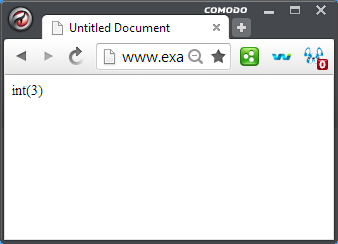 COMODO
Untitled Document
www.exa
0
int(3)